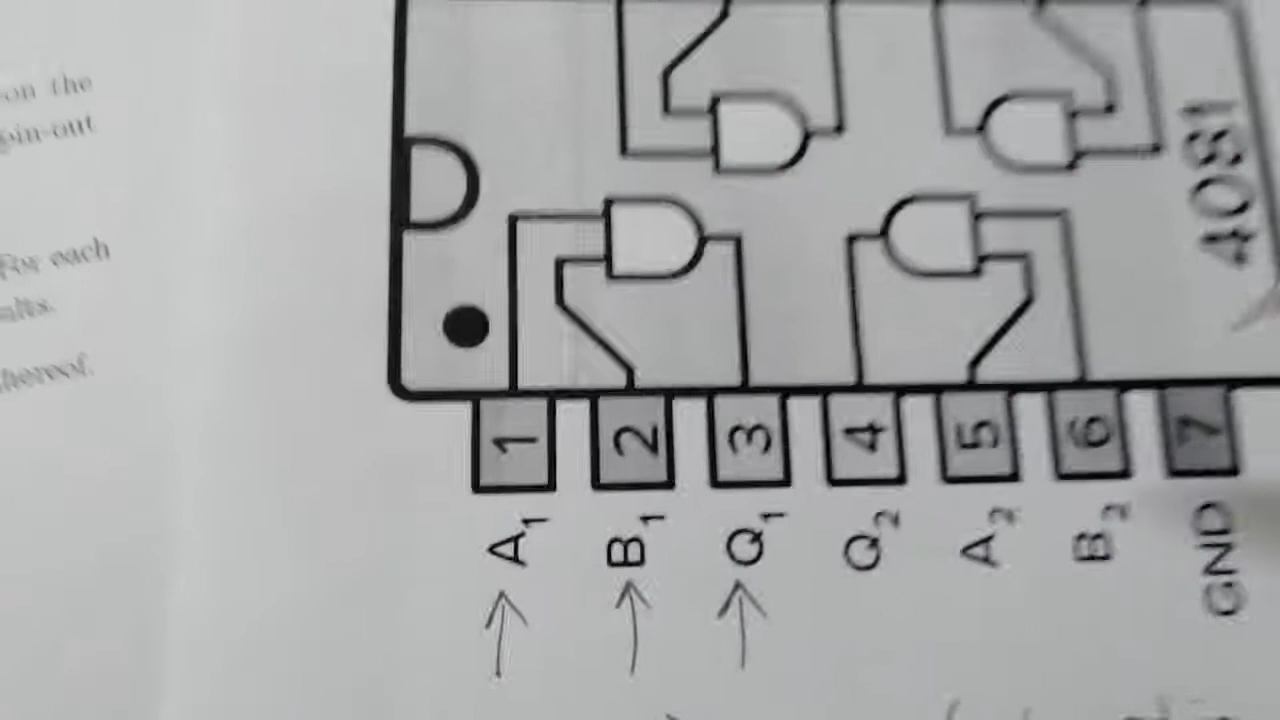 on the
pin-out
For each
ults.
hereof.
4081
1 2 3 4 5 6 7
A1 B1 Q1 Q2 A2 B2 GND